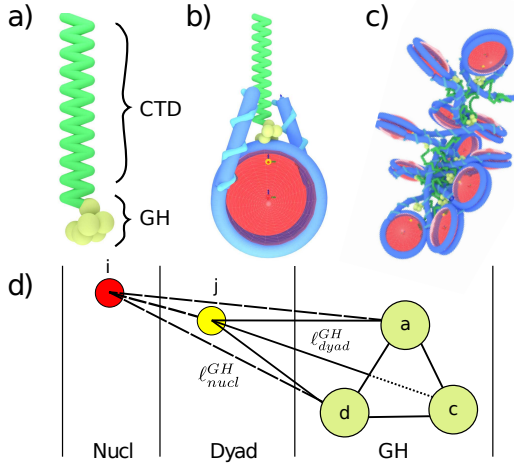 a)
CTD
GH
b)
c)
d)
i
j
a
d
c
ℓ^{GH}_{dyad}
ℓ^{GH}_{nucl}
Nucl
Dyad
GH